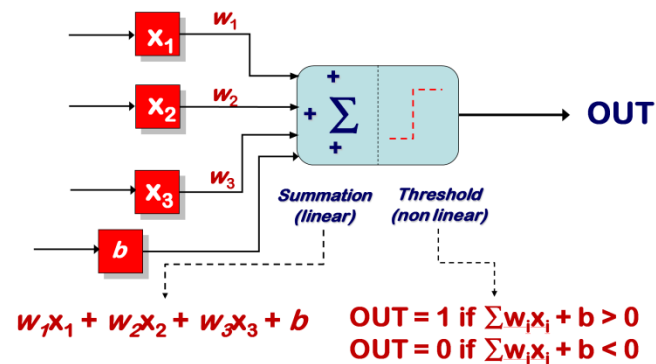 w₁
x₁
w₂
x₂
w₃
x₃
b
+
+ Σ
+
OUT
Summation
(linear)
Threshold
(non linear)
w₁x₁ + w₂x₂ + w₃x₃ + b
OUT = 1 if ∑wᵢxᵢ + b > 0
OUT = 0 if ∑wᵢxᵢ + b < 0